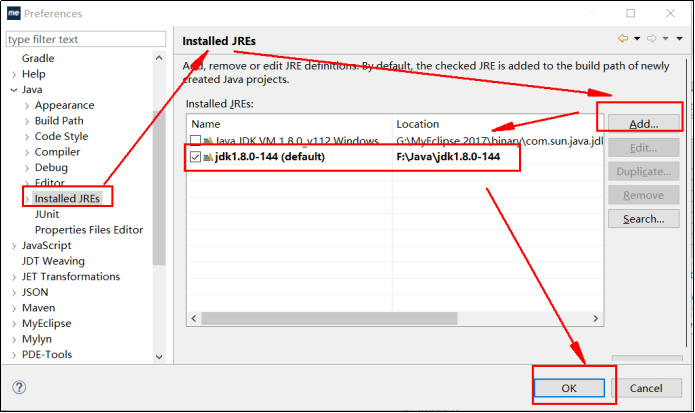 me Preferences
type filter text
Installed JREs
Gradle
Help
Java
Appearance
Build Path
Code Style
Compiler
Debug
Editor
Installed JREs
JUnit
Properties Files Editor
JavaScript
JDT Weaving
JET Transformations
JSON
Maven
MyEclipse
Mylyn
PDE-Tools
Add, remove or edit JRE definitions. By default, the checked JRE is added to the build path of newly
created Java projects.
Installed JREs:
Name Location
Java JDK VM 1.8.0_v112 Windows G:\MyEclipse 2017\binary\com.sun.java.jdl
jdk1.8.0-144 (default) F:\Java\jdk1.8.0-144
Add...
Edit...
Duplicate...
Remove
Search...
OK Cancel